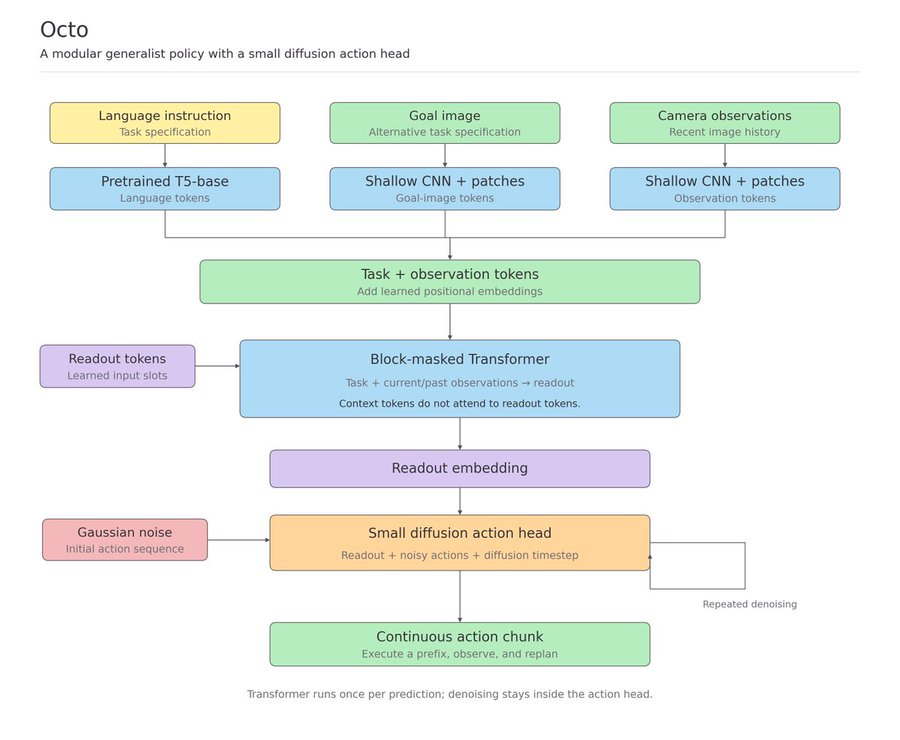 Octo
A modular generalist policy with a small diffusion action head
Language instruction
Task specification
Goal image
Alternative task specification
Camera observations
Recent image history
Pretrained T5-base
Language tokens
Shallow CNN + patches
Goal-image tokens
Shallow CNN + patches
Observation tokens
Task + observation tokens
Add learned positional embeddings
Readout tokens
Learned input slots
Block-masked Transformer
Task + current/past observations → readout
Context tokens do not attend to readout tokens.
Readout embedding
Gaussian noise
Initial action sequence
Small diffusion action head
Readout + noisy actions + diffusion timestep
Repeated denoising
Continuous action chunk
Execute a prefix, observe, and replan
Transformer runs once per prediction; denoising stays inside the action head.